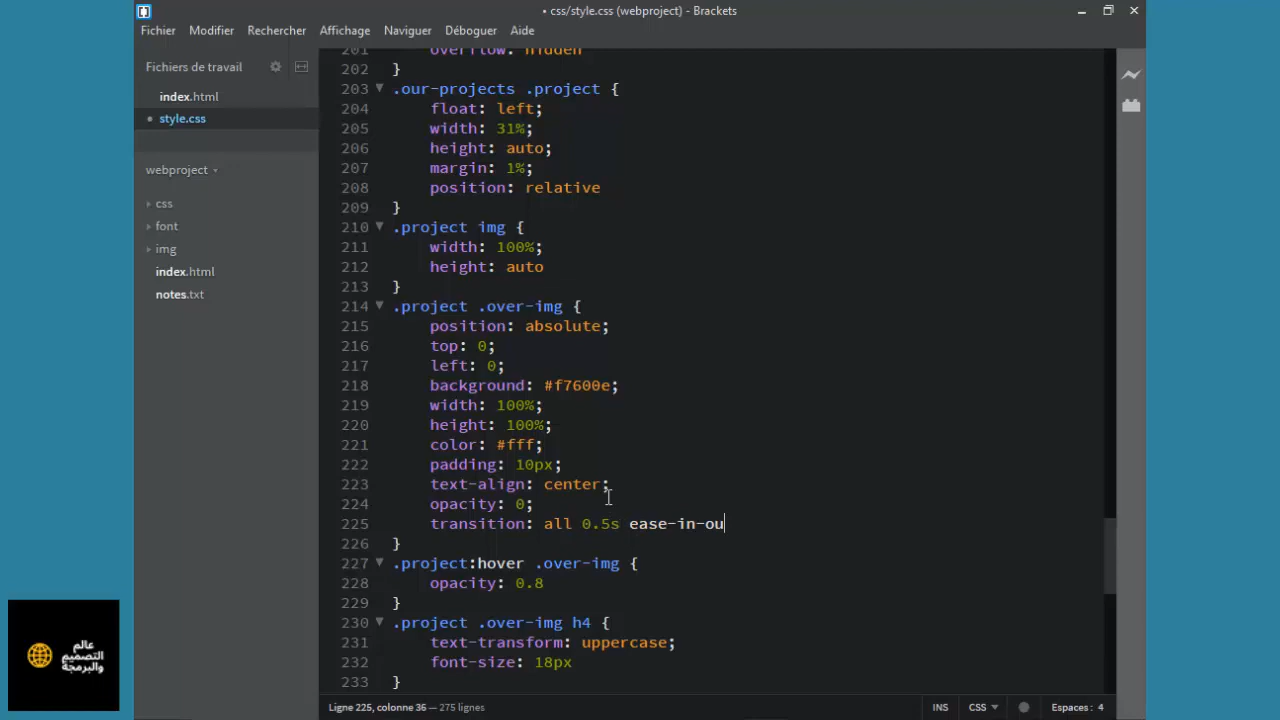 • css/style.css (webproject) - Brackets
Fichier Modifier Rechercher Affichage Naviguer Déboguer Aide
Fichiers de travail
index.html
• style.css
webproject
css
font
img
index.html
notes.txt
201 overflow: hidden
202 }
203 .our-projects .project {
204 float: left;
205 width: 31%;
206 height: auto;
207 margin: 1%;
208 position: relative
209 }
210 .project img {
211 width: 100%;
212 height: auto
213 }
214 .project .over-img {
215 position: absolute;
216 top: 0;
217 left: 0;
218 background: #f7600e;
219 width: 100%;
220 height: 100%;
221 color: #fff;
222 padding: 10px;
223 text-align: center;
224 opacity: 0;
225 transition: all 0.5s ease-in-ou
226 }
227 .project:hover .over-img {
228 opacity: 0.8
229 }
230 .project .over-img h4 {
231 text-transform: uppercase;
232 font-size: 18px
233 }
Ligne 225, colonne 36 — 275 lignes
INS CSS Espaces : 4
عالم
التصميم
والبرمجة